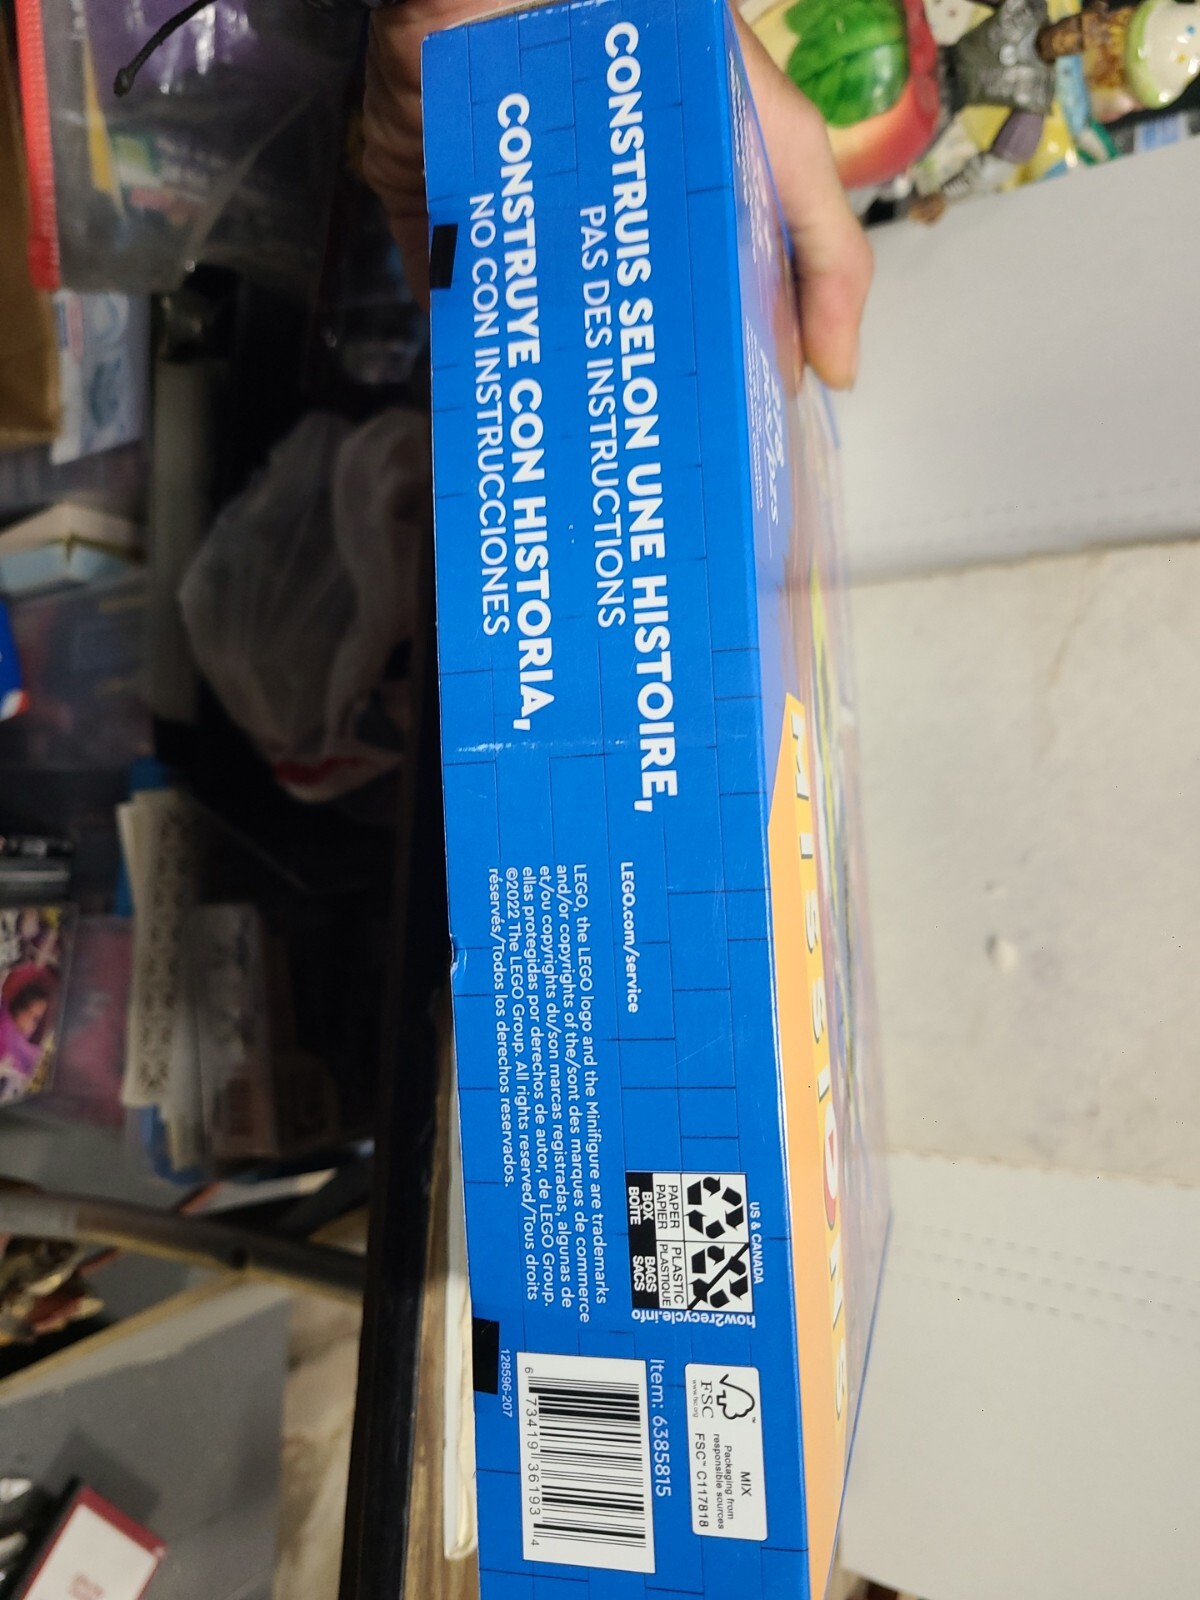 CONSTRUIS SELON UNE HISTOIRE,
PAS DES INSTRUCTIONS
CONSTRUYE CON HISTORIA,
NO CON INSTRUCCIONES
LEGO.com/service
LEGO, the LEGO logo and the Minifigure are trademarks
and/or copyrights of the/sont des marques de commerce
et/ou copyrights du/son marcas registradas, algunas de
ellas protegidas por derechos de autor, de LEGO Group.
©2022 The LEGO Group. All rights reserved/Tous droits
réservés/Todos los derechos reservados.
US & CANADA
PAPER PLASTIC
PAPIER PLASTIQUE
BOX BAGS
BOÎTE SACS
how2recycle.info
FSC
www.fsc.org
MIX
Packaging from
responsible sources
FSC™ C117818
Item: 6385815
6 73419 36193 4
128596-207
MISSIONS